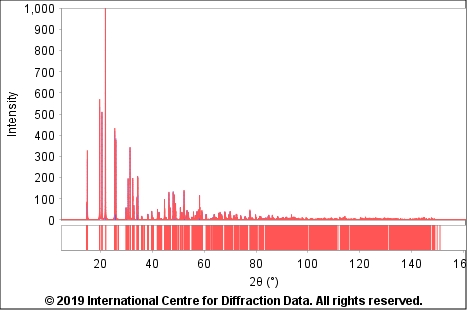 1,000
900
800
700
600
500
400
300
200
100
0
Intensity
20 40 60 80 100 120 140 16
2θ (°)
© 2019 International Centre for Diffraction Data. All rights reserved.